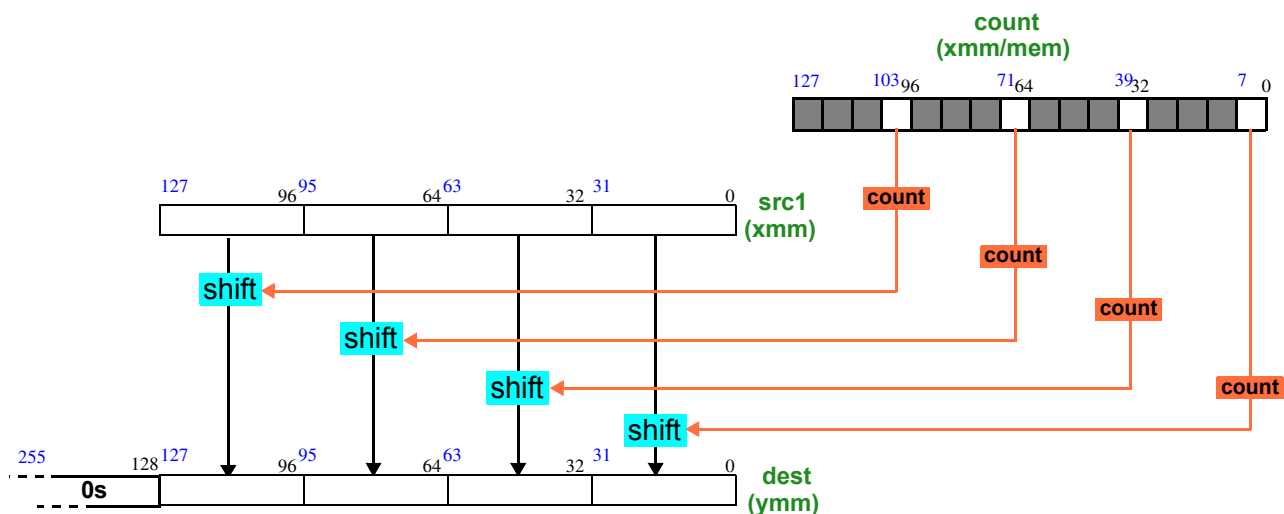 count
(xmm/mem)
127 103 96 71 64 39 32 7 0
count
127 96 95 64 63 32 31 0
src1
(xmm)
count
shift
count
shift
shift
count
shift
255 128 127 96 95 64 63 32 31 0
0s
dest
(ymm)